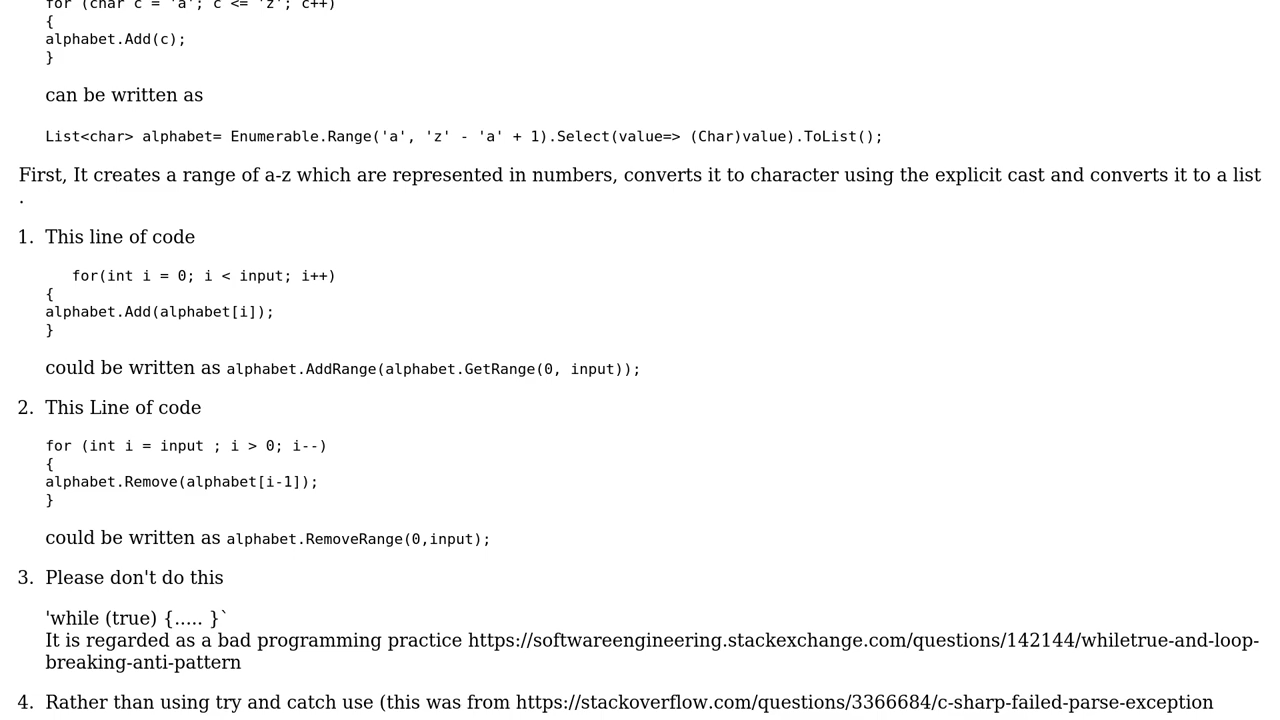 for (char c = 'a'; c <= 'z'; c++)
{
alphabet.Add(c);
}
can be written as
List<char> alphabet= Enumerable.Range('a', 'z' - 'a' + 1).Select(value=> (Char)value).ToList();
First, It creates a range of a-z which are represented in numbers, converts it to character using the explicit cast and converts it to a list
.
1. This line of code
for(int i = 0; i < input; i++)
{
alphabet.Add(alphabet[i]);
}
could be written as alphabet.AddRange(alphabet.GetRange(0, input));
2. This Line of code
for (int i = input ; i > 0; i--)
{
alphabet.Remove(alphabet[i-1]);
}
could be written as alphabet.RemoveRange(0,input);
3. Please don't do this
'while (true) {..... }`
It is regarded as a bad programming practice https://softwareengineering.stackexchange.com/questions/142144/whiletrue-and-loop-
breaking-anti-pattern
4. Rather than using try and catch use (this was from https://stackoverflow.com/questions/3366684/c-sharp-failed-parse-exception